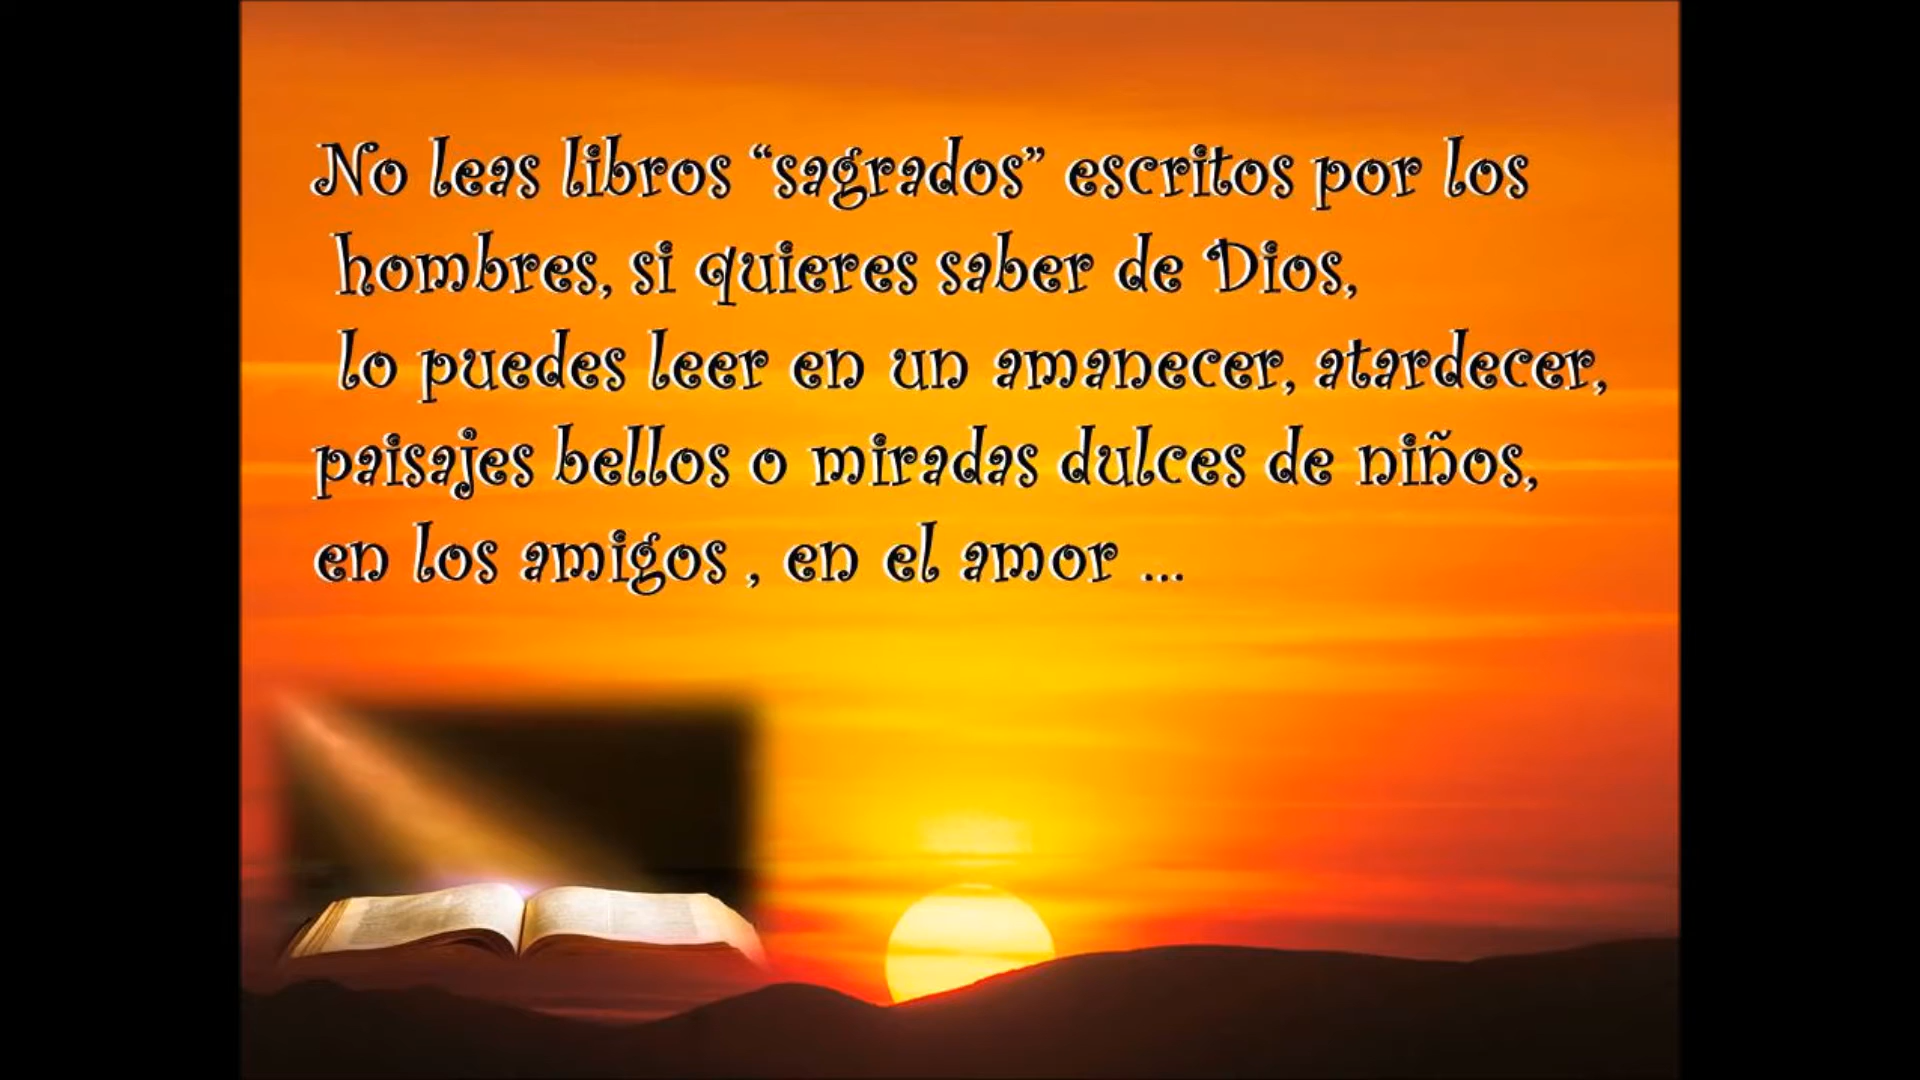 No leas libros “sagrados” escritos por los
hombres, si quieres saber de Dios,
lo puedes leer en un amanecer, atardecer,
paisajes bellos o miradas dulces de niños,
en los amigos , en el amor ...